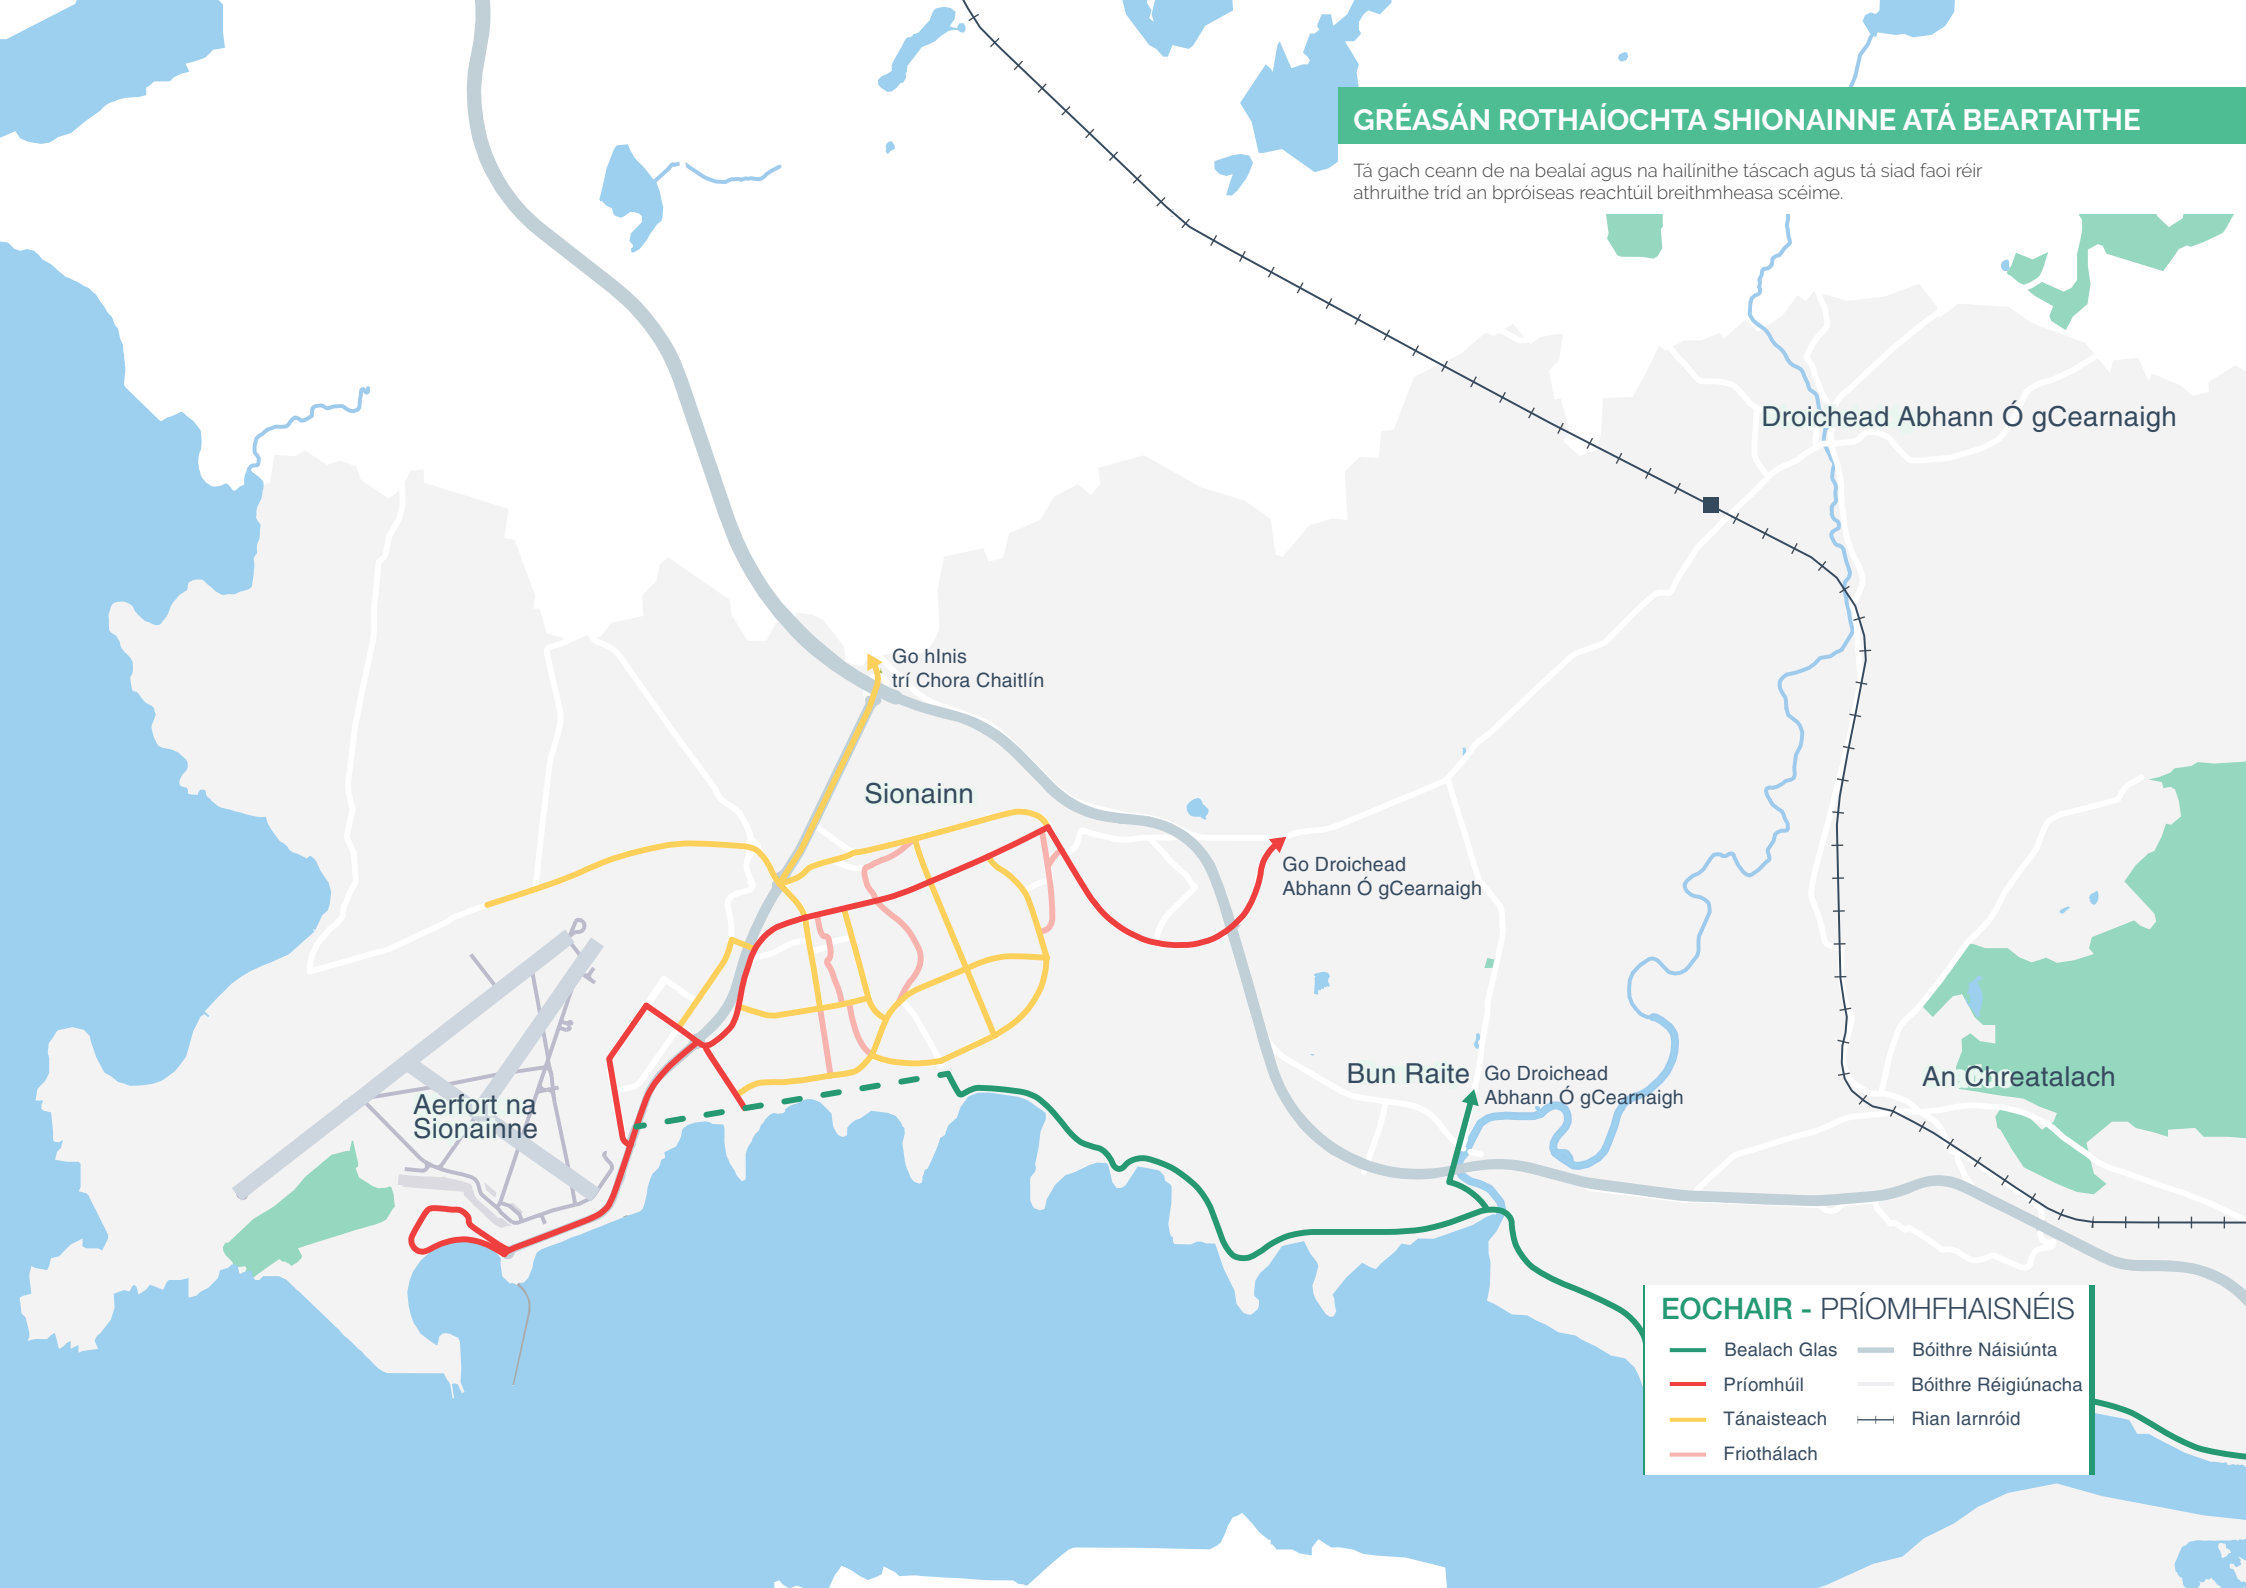 GRÉASÁN ROTHAÍOCHTA SHIONAINNE ATÁ BEARTAITHE
Tá gach ceann de na bealaí agus na hailínithe táscach agus tá siad faoi réir
athruithe tríd an bpróiseas reachtúil breithmheasa scéime.
Droichead Abhann Ó gCearnaigh
Go hInis
trí Chora Chaitlín
Sionainn
Go Droichead
Abhann Ó gCearnaigh
Bun Raite
Go Droichead
Abhann Ó gCearnaigh
An Chreatalach
Aerfort na
Sionainne
EOCHAIR - PRÍOMHFHAISNÉIS
Bealach Glas
Príomhúil
Tánaisteach
Friothálach
Bóithre Náisiúnta
Bóithre Réigiúnacha
Rian Iarnróid